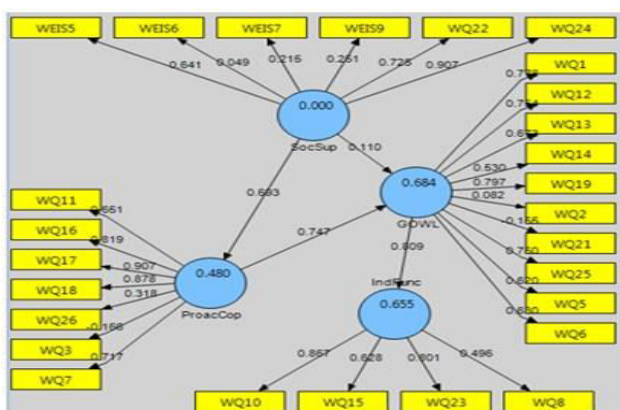 WEIS5
WEIS6
WEIS7
WEIS9
WQ22
WQ24
0.641
0.049
0.215
0.725
0.907
WQ1
WQ12
WQ13
WQ14
WQ19
WQ2
WQ21
WQ25
WQ5
WQ6
0.000
SocSup
0.110
0.530
0.797
0.082
0.684
GOWL
0.693
0.747
0.809
WQ11
WQ16
WQ17
WQ18
WQ26
WQ3
WQ7
0.819
0.907
0.878
0.318
0.717
0.480
ProacCop
0.655
0.867
0.628
0.801
0.496
WQ10
WQ15
WQ23
WQ8